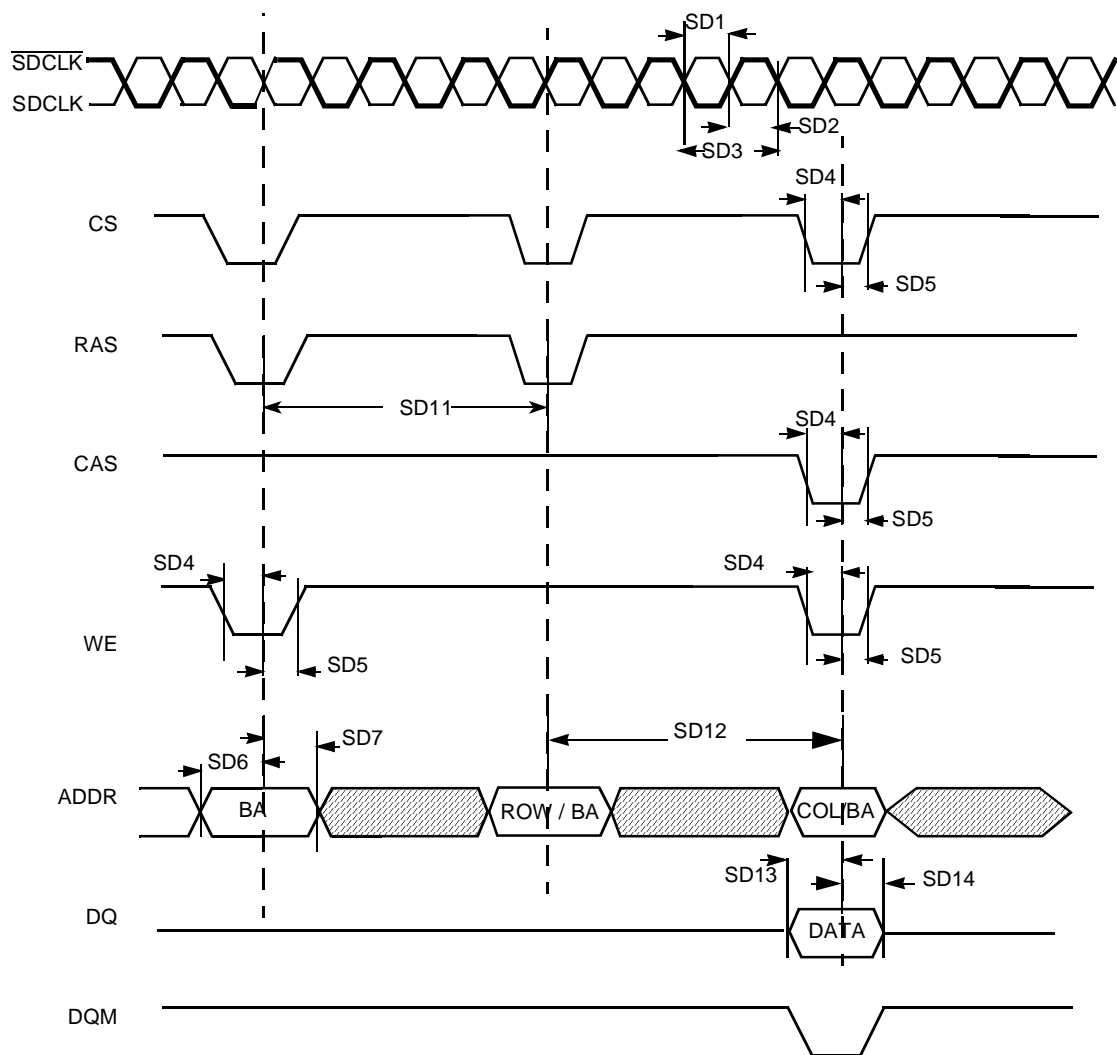 SD1
SDCLK
SDCLK
SD2
SD3
SD4
CS
SD5
RAS
SD11
SD4
CAS
SD5
SD4
SD4
WE
SD5
SD5
SD12
SD7
SD6
ADDR
BA
ROW / BA
COL/BA
SD13
SD14
DQ
DATA
DQM